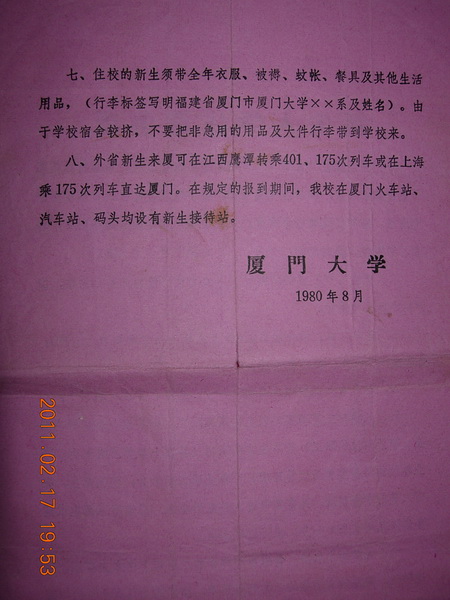 七、住校的新生须带全年衣服、被褥、蚊帐、餐具及其他生活
用品，（行李标签写明福建省厦门市厦门大学××系及姓名）。由
于学校宿舍较挤，不要把非急用的用品及大件行李带到学校来。
八、外省新生来厦可在江西鹰潭转乘401、175次列车或在上海
乘175次列车直达厦门。在规定的报到期间，我校在厦门火车站、
汽车站、码头均设有新生接待站。
厦門大学
1980年8月
2011.02.17 19:53